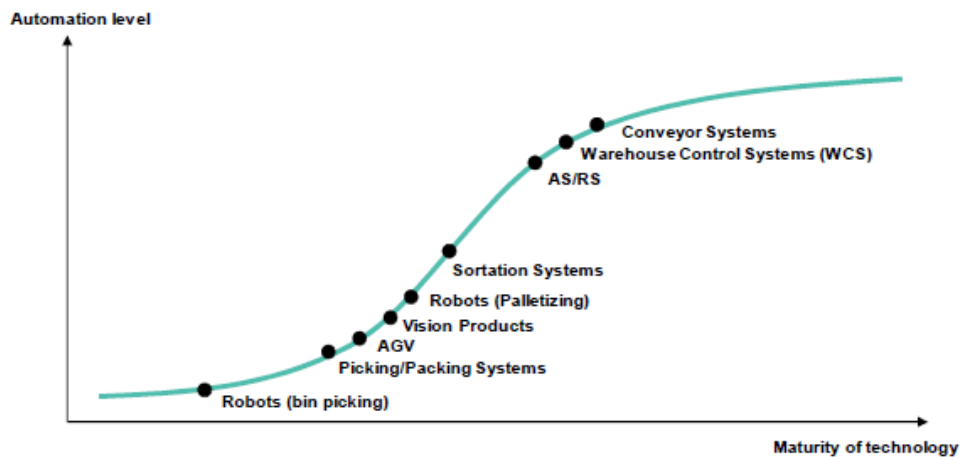 Automation level
Conveyor Systems
Warehouse Control Systems (WCS)
AS/RS
Sortation Systems
Robots (Palletizing)
Vision Products
AGV
Picking/Packing Systems
Robots (bin picking)
Maturity of technology